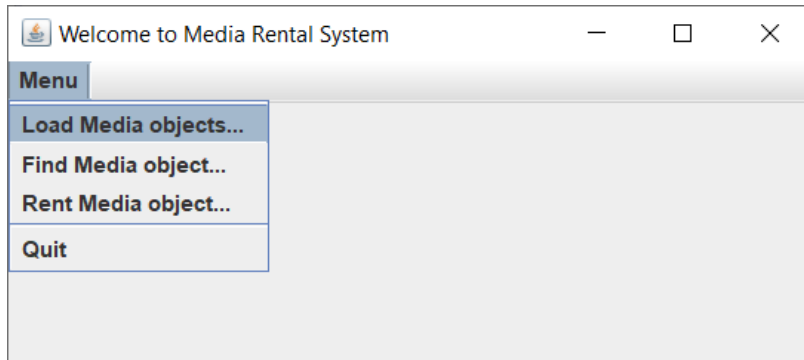 Welcome to Media Rental System
Menu
Load Media objects...
Find Media object...
Rent Media object...
Quit